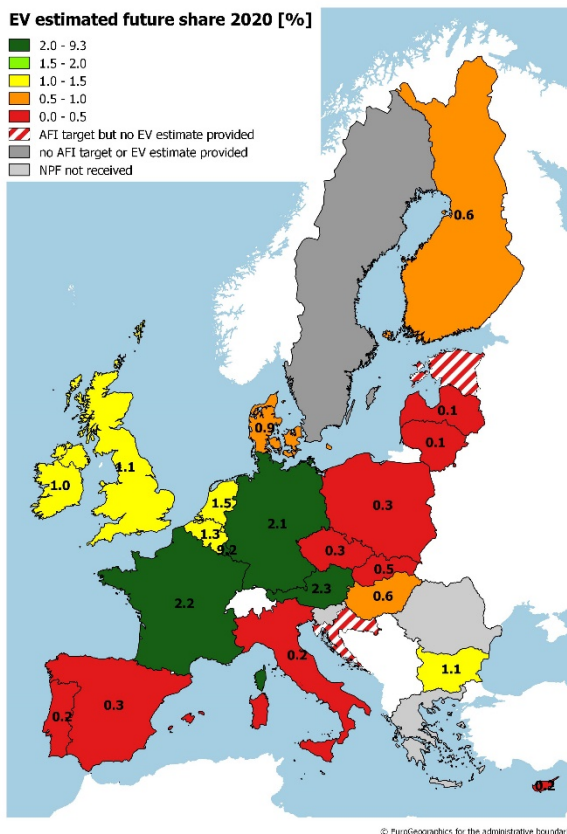 EV estimated future share 2020 [%]
2.0 - 9.3
1.5 - 2.0
1.0 - 1.5
0.5 - 1.0
0.0 - 0.5
AFI target but no EV estimate provided
no AFI target or EV estimate provided
NPF not received
0.6
0.1
0.9
0.1
1.1
1.0
1.5
2.1
0.3
1.3
9.2
0.3
0.5
2.3
0.6
2.2
0.2
1.1
0.3
0.2
0.2
© EuroGeographics for the administrative boundar